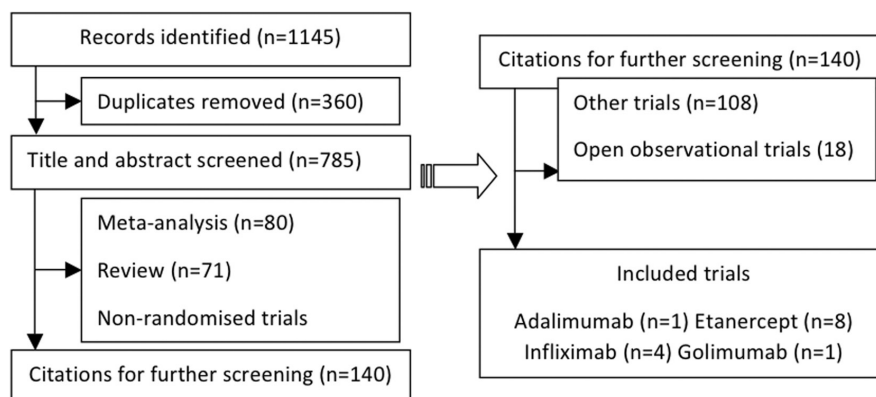 Records identified (n=1145)
Duplicates removed (n=360)
Title and abstract screened (n=785)
Meta-analysis (n=80)
Review (n=71)
Non-randomised trials
Citations for further screening (n=140)
Citations for further screening (n=140)
Other trials (n=108)
Open observational trials (18)
Included trials
Adalimumab (n=1) Etanercept (n=8)
Infliximab (n=4) Golimumab (n=1)